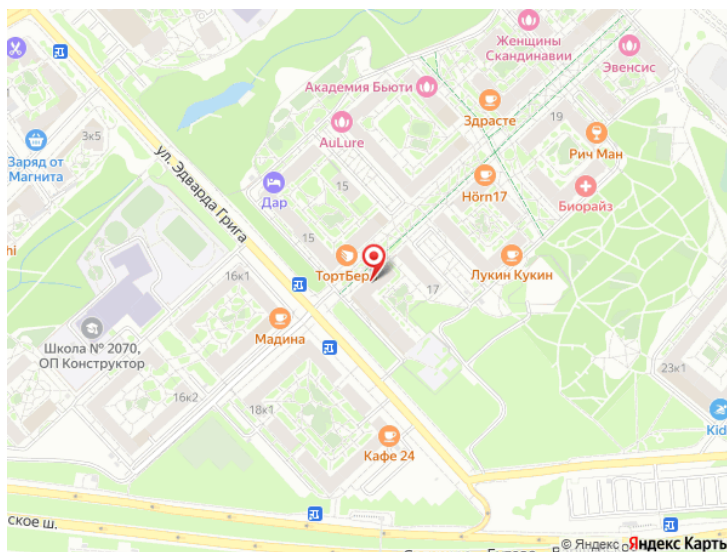 Женщины
Скандинавии
Эвенсис
Академия Бьюти
Здрасте
3к5
19
AuLure
Заряд от
Магнита
Рич Ман
ул. Эдварда Грига
15
Hörn17
Дар
Биорайз
15
hi
16к1
ТортБер
Лукин Кукин
17
Мадина
Школа № 2070,
ОП Конструктор
23к1
16к2
18к1
Kid
Кафе 24
ское ш.
© Яндекс Яндекс Карты